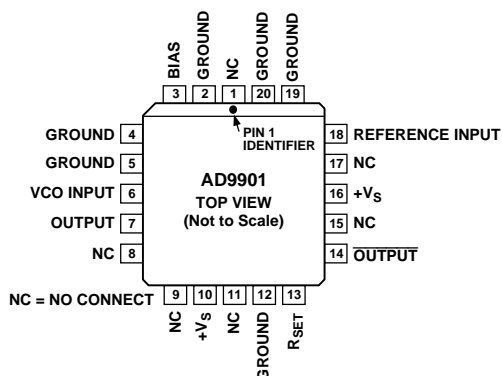 BIAS
GROUND
NC
GROUND
GROUND
3
2
1
20
19
PIN 1
IDENTIFIER
GROUND 4
GROUND 5
VCO INPUT 6
OUTPUT 7
NC 8
AD9901
TOP VIEW
(Not to Scale)
18 REFERENCE INPUT
17 NC
16 +VS
15 NC
14 OUTPUT
NC = NO CONNECT
9
10
11
12
13
NC
+VS
NC
GROUND
RSET